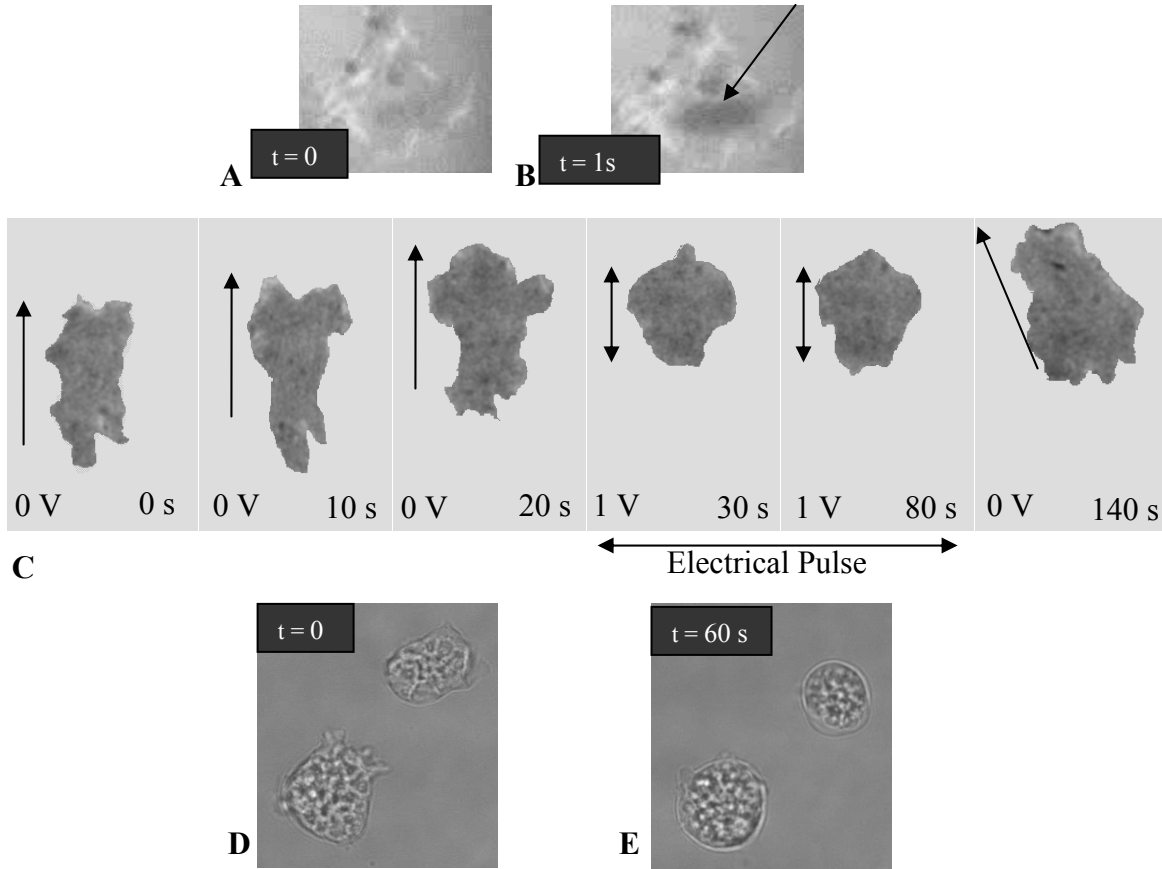 t = 0
A
t = 1s
B
0 V 0 s
0 V 10 s
0 V 20 s
1 V 30 s
1 V 80 s
0 V 140 s
Electrical Pulse
C
t = 0
D
t = 60 s
E